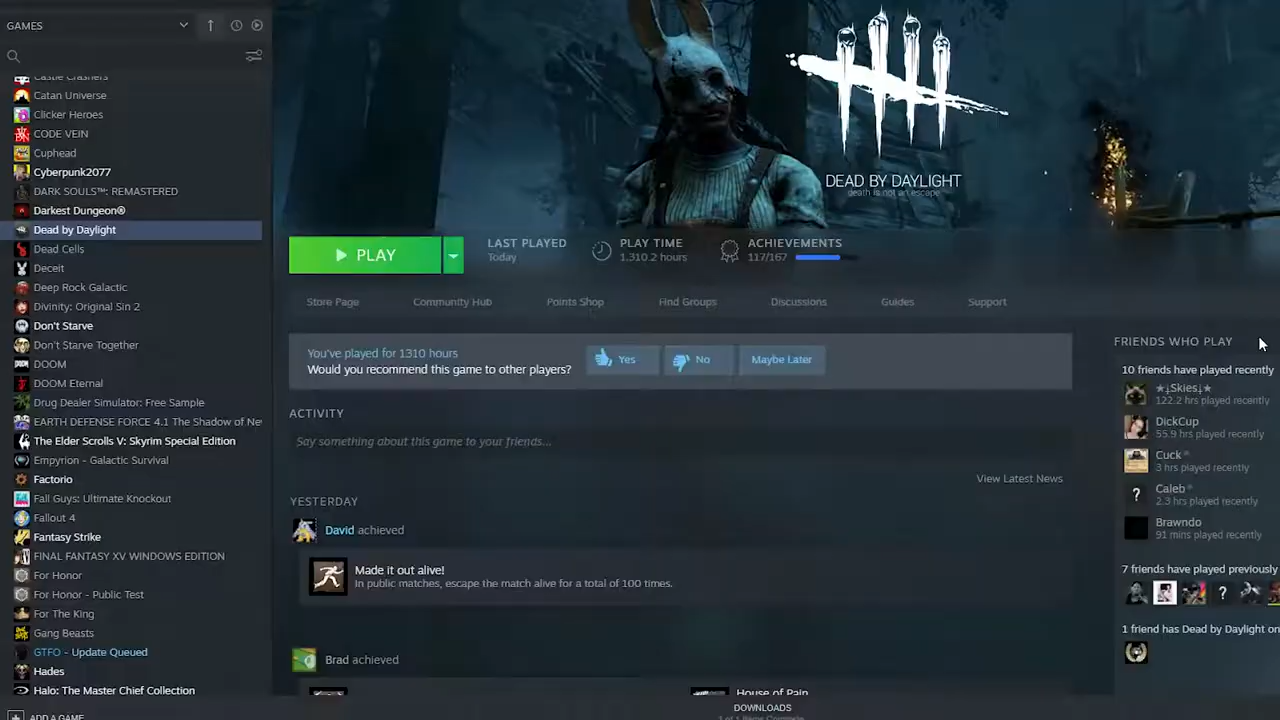 GAMES
Castle Crashers
Catan Universe
Clicker Heroes
CODE VEIN
Cuphead
Cyberpunk2077
DARK SOULS™: REMASTERED
Darkest Dungeon®
Dead by Daylight
Dead Cells
Deceit
Deep Rock Galactic
Divinity: Original Sin 2
Don't Starve
Don't Starve Together
DOOM
DOOM Eternal
Drug Dealer Simulator: Free Sample
EARTH DEFENSE FORCE 4.1 The Shadow of Ne
The Elder Scrolls V: Skyrim Special Edition
Empyrion - Galactic Survival
Factorio
Fall Guys: Ultimate Knockout
Fallout 4
Fantasy Strike
FINAL FANTASY XV WINDOWS EDITION
For Honor
For Honor - Public Test
For The King
Gang Beasts
GTFO - Update Queued
Hades
Halo: The Master Chief Collection
ADD A GAME
DEAD BY DAYLIGHT
death is not an escape
PLAY
LAST PLAYED
Today
PLAY TIME
1,310.2 hours
ACHIEVEMENTS
117/167
Store Page Community Hub Points Shop Find Groups Discussions Guides Support
You've played for 1310 hours
Would you recommend this game to other players?
Yes No Maybe Later
ACTIVITY
Say something about this game to your friends...
View Latest News
YESTERDAY
David achieved
Made it out alive!
In public matches, escape the match alive for a total of 100 times.
Brad achieved
House of Pain
FRIENDS WHO PLAY
10 friends have played recently
★⸸Skies⸸★
122.2 hrs played recently
DickCup
55.9 hrs played recently
Cuck *
3 hrs played recently
Caleb *
2.3 hrs played recently
Brawndo
91 mins played recently
7 friends have played previously
1 friend has Dead by Daylight on
DOWNLOADS
1 of 1 Items Complete